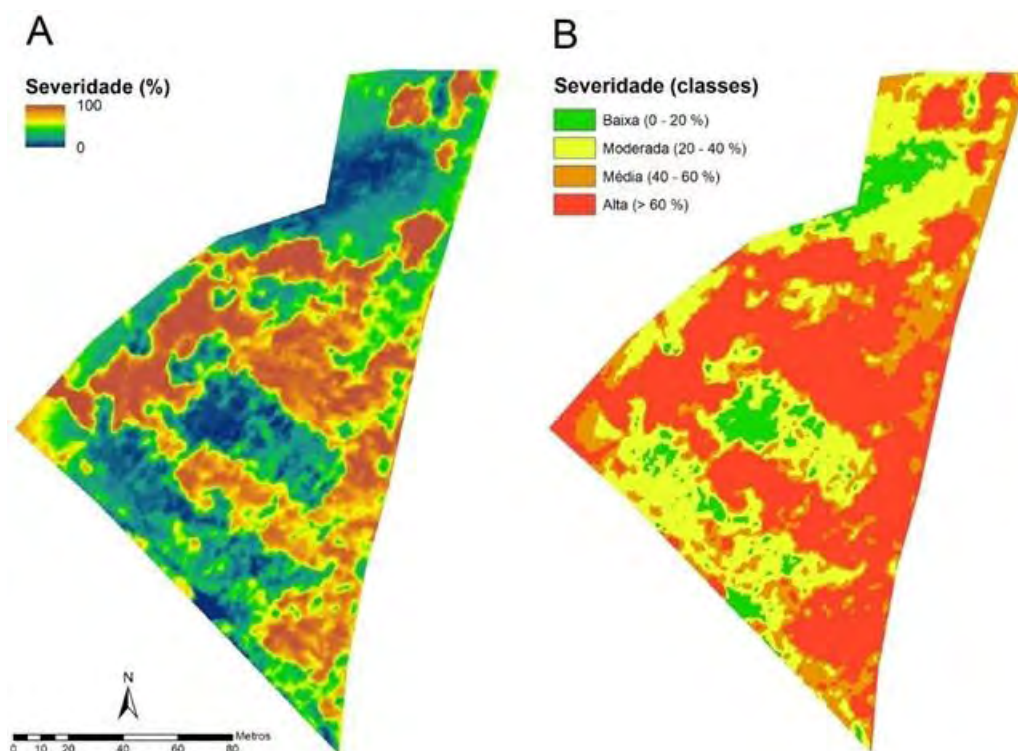 A
Severidade (%)
100
0
N
0 10 20 40 60 80 Metros
B
Severidade (classes)
Baixa (0 - 20 %)
Moderada (20 - 40 %)
Média (40 - 60 %)
Alta (> 60 %)